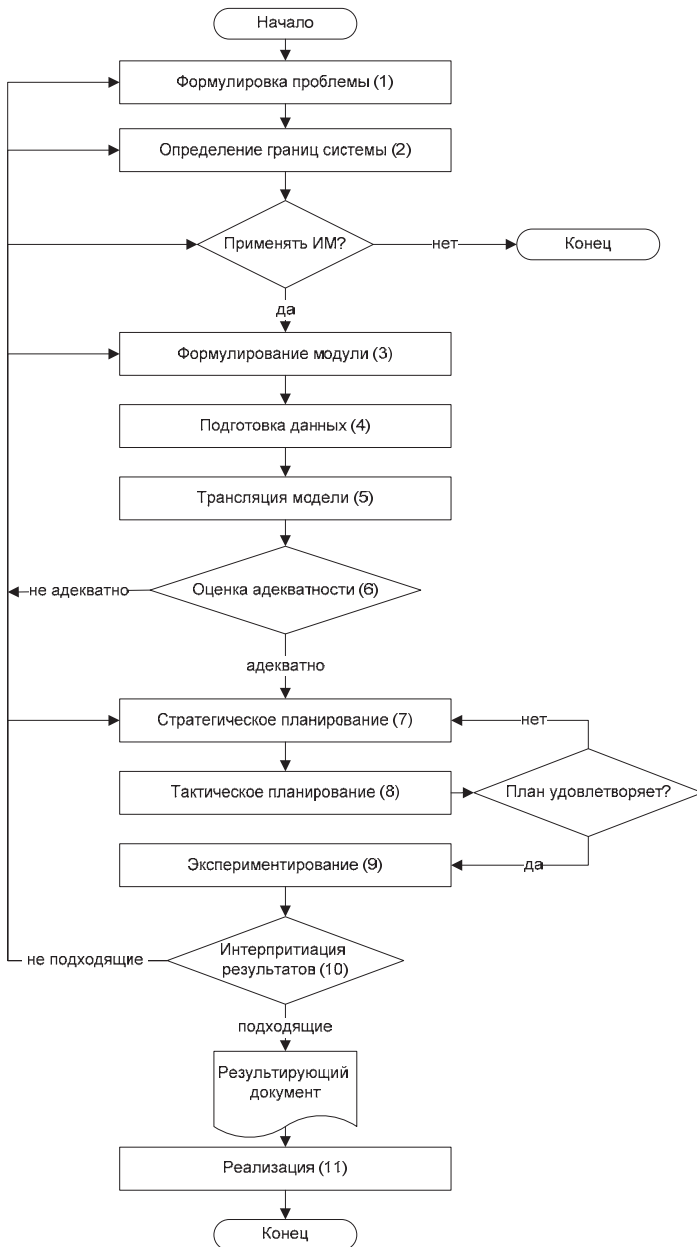 Начало
Формулировка проблемы (1)
Определение границ системы (2)
Применять ИМ?
нет
Конец
да
Формулирование модули (3)
Подготовка данных (4)
Трансляция модели (5)
не адекватно
Оценка адекватности (6)
адекватно
Стратегическое планирование (7)
нет
Тактическое планирование (8)
План удовлетворяет?
Экспериментирование (9)
да
не подходящие
Интерпритиация
результатов (10)
подходящие
Результирующий
документ
Реализация (11)
Конец